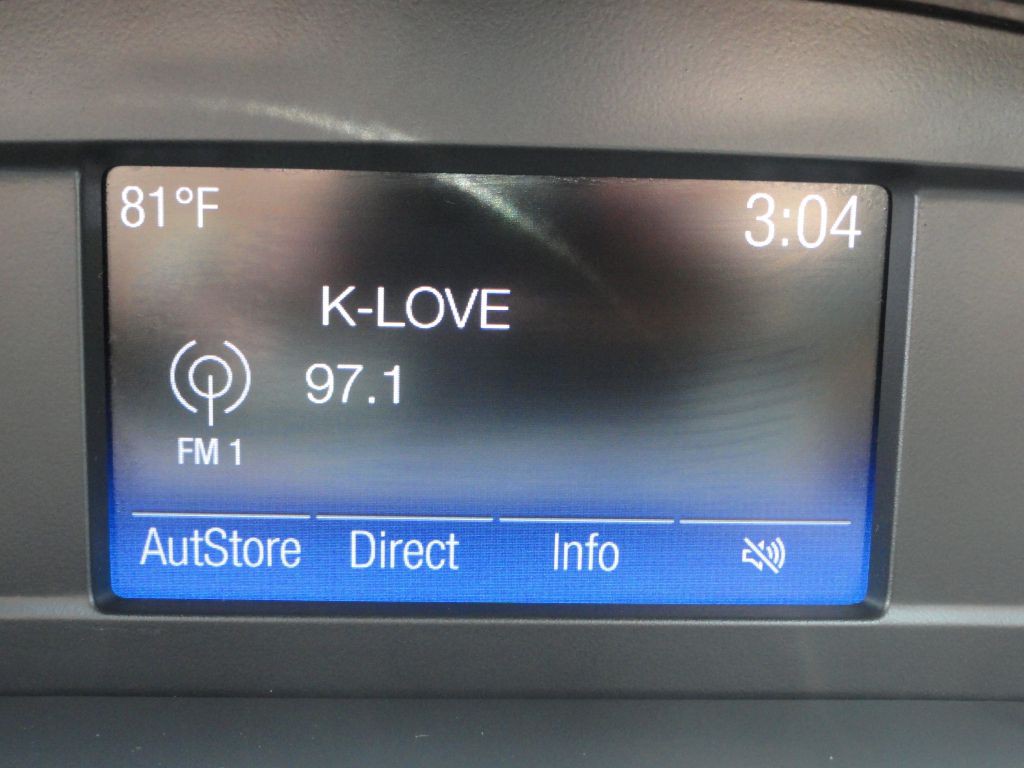 81°F
3:04
K-LOVE
97.1
FM 1
AutStore Direct Info